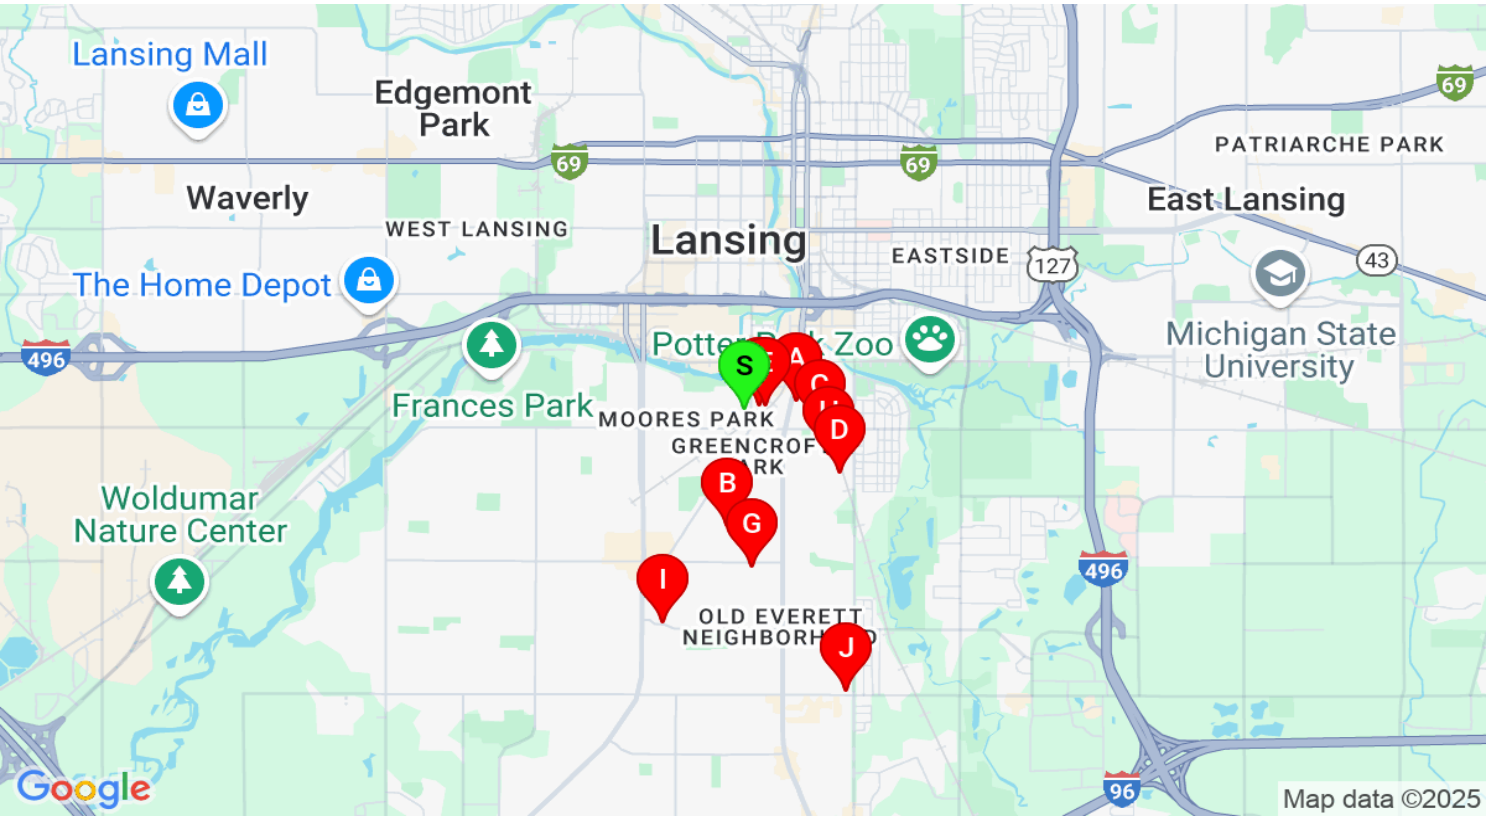 Lansing Mall
Edgemont
Park
69
PATRIARCHE PARK
69
69
Waverly
WEST LANSING
Lansing
EASTSIDE
East Lansing
127
43
The Home Depot
496
Zoo
Michigan State
University
S
E
A
C
Frances Park
MOORES PARK
D
B
G
Woldumar
Nature Center
I
496
OLD EVERETT
J
Google
96
Map data ©2025